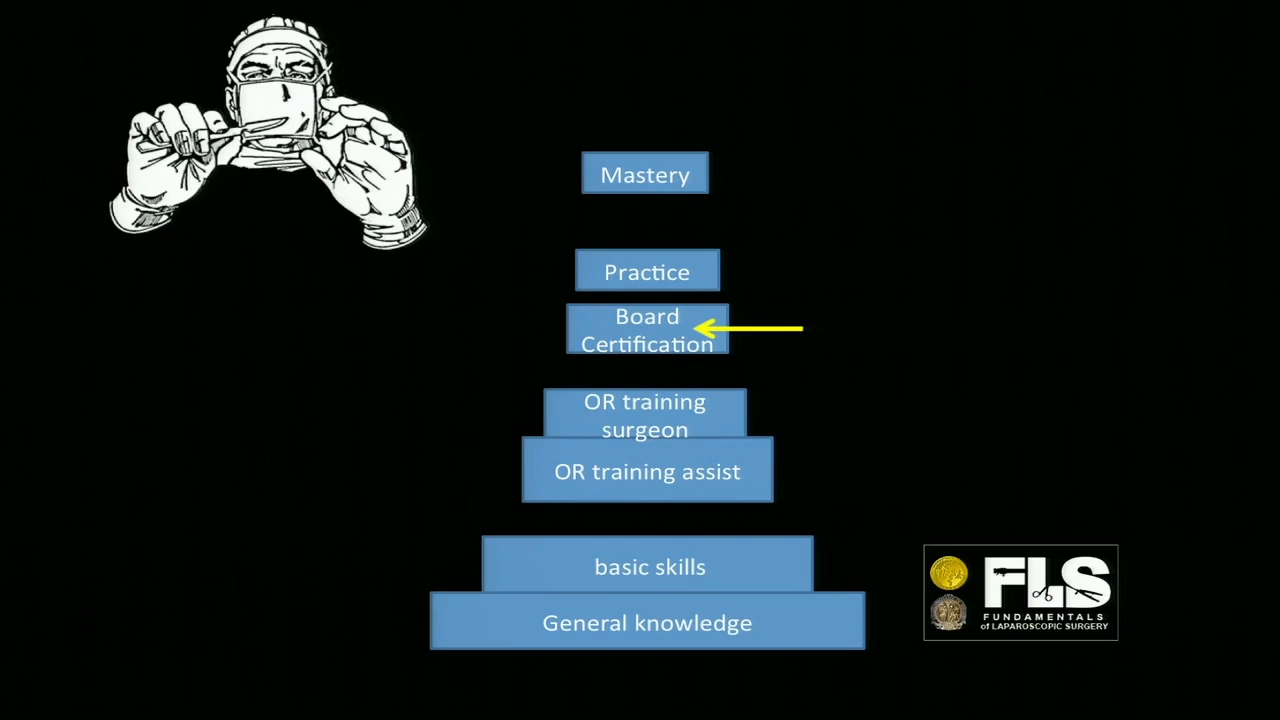 Mastery
Practice
Board
Certification
OR training
surgeon
OR training assist
basic skills
General knowledge
FLS
FUNDAMENTALS
of LAPAROSCOPIC SURGERY